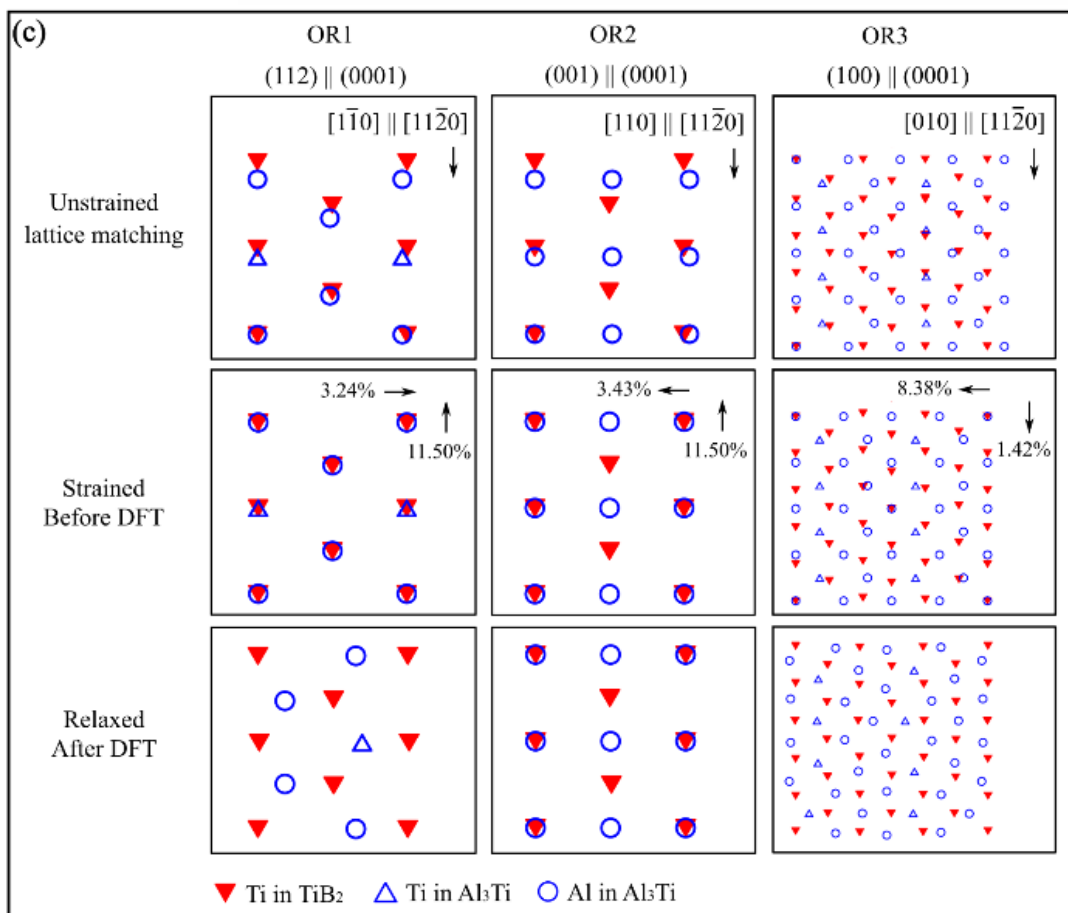 (c)
OR1 OR2 OR3
(112) || (0001) (001) || (0001) (100) || (0001)
[11̅0] || [112̅0] [110] || [112̅0] [010] || [112̅0]
Unstrained
lattice matching
3.24% 3.43% 8.38%
11.50% 11.50% 1.42%
Strained
Before DFT
Relaxed
After DFT
Ti in TiB₂ Ti in Al₃Ti Al in Al₃Ti